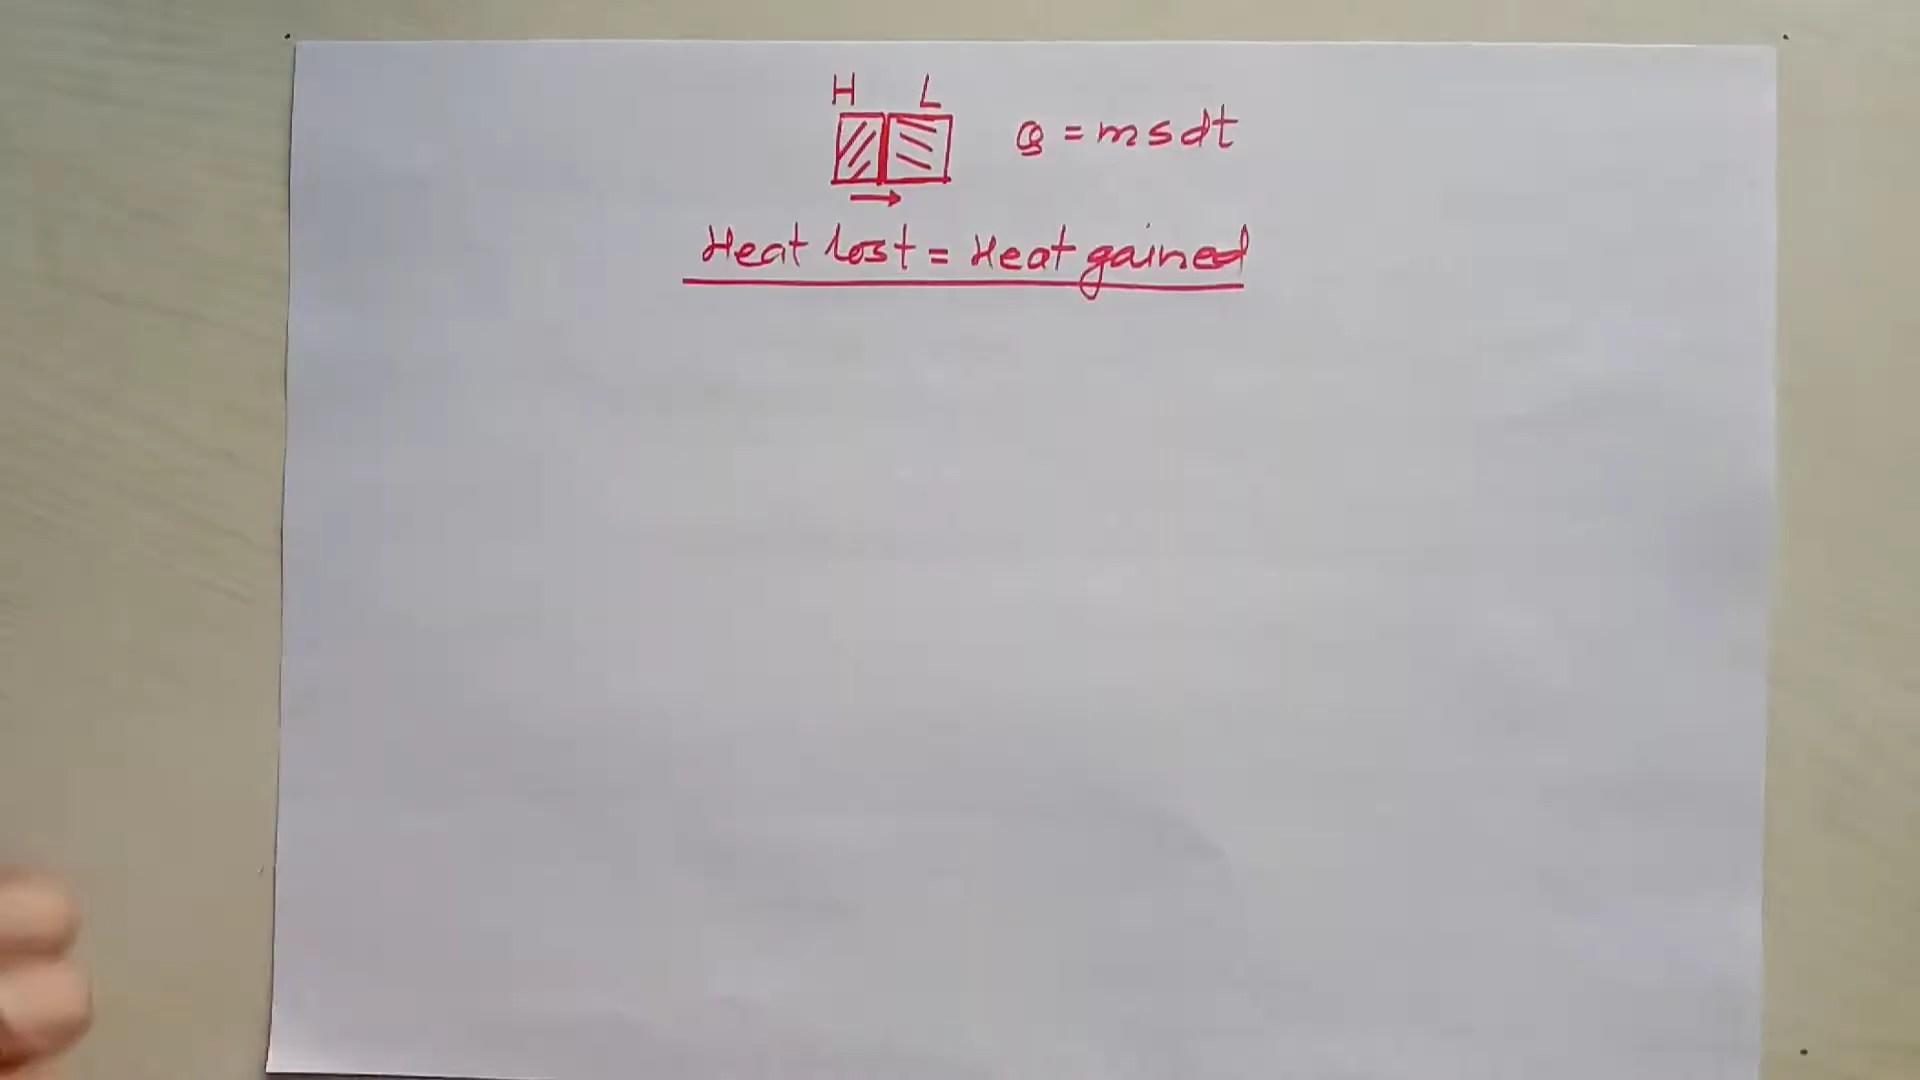 H L
Q = msdt
Heat lost = Heat gained